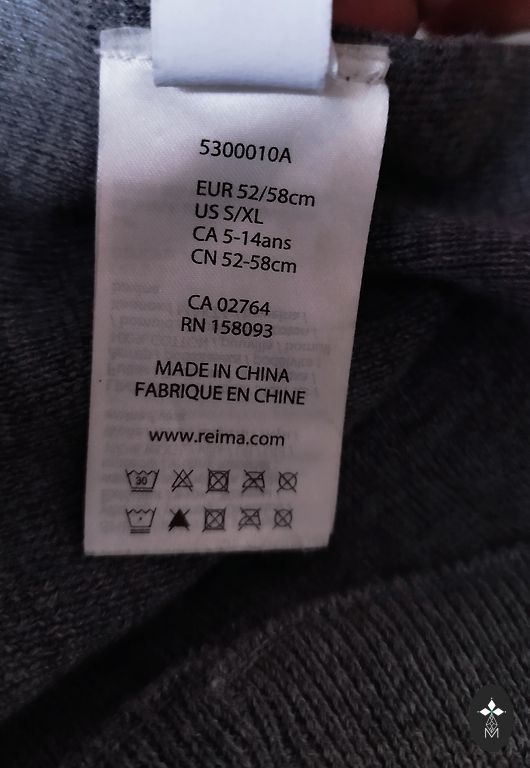 5300010A
EUR 52/58cm
US S/XL
CA 5-14ans
CN 52-58cm
CA 02764
RN 158093
MADE IN CHINA
FABRIQUE EN CHINE
www.reima.com
30
M